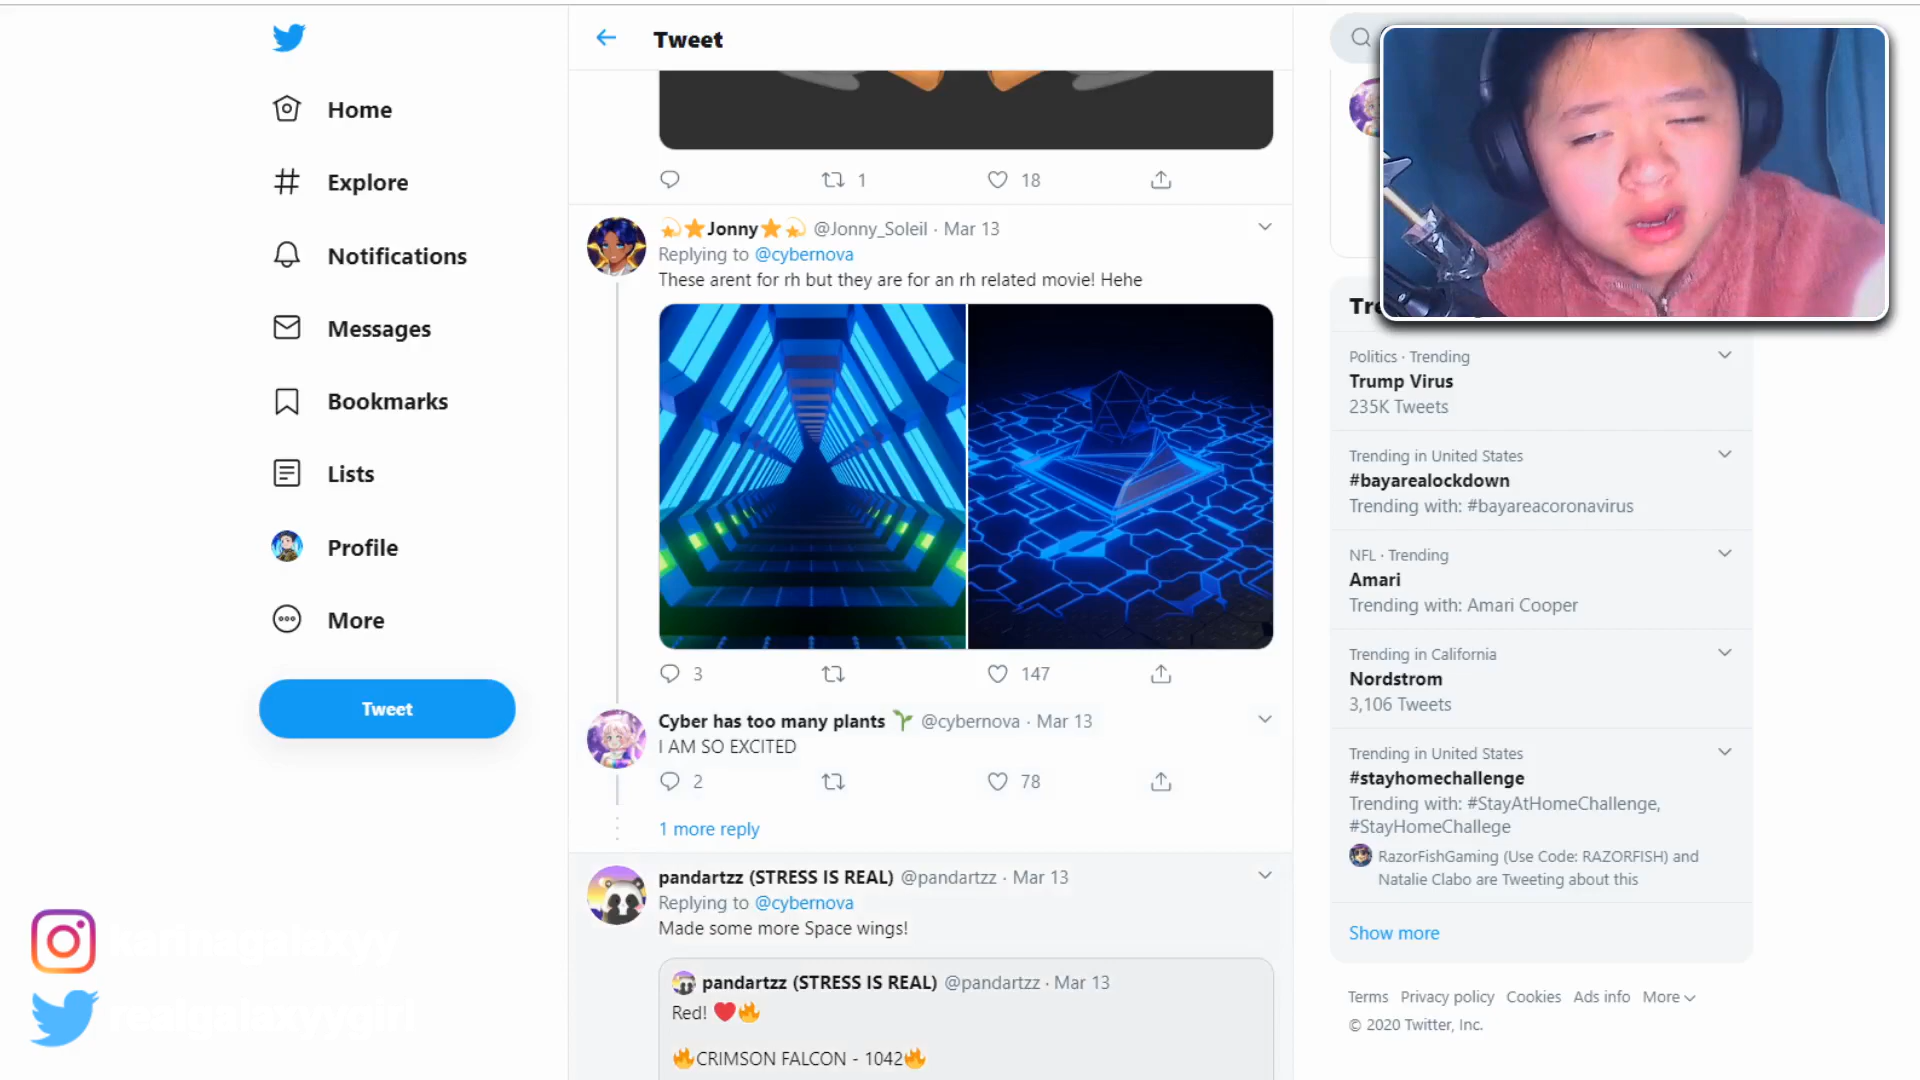 Home
Explore
Notifications
Messages
Bookmarks
Lists
Profile
More
Tweet
Tweet
1
18
💫⭐Jonny⭐💫 @Jonny_Soleil · Mar 13
Replying to @cybernova
These arent for rh but they are for an rh related movie! Hehe
3
147
Cyber has too many plants 🌱 @cybernova · Mar 13
I AM SO EXCITED
2
78
1 more reply
pandartzz (STRESS IS REAL) @pandartzz · Mar 13
Replying to @cybernova
Made some more Space wings!
pandartzz (STRESS IS REAL) @pandartzz · Mar 13
Red! ❤️🔥
🔥CRIMSON FALCON - 1042🔥
Politics · Trending
Trump Virus
235K Tweets
Trending in United States
#bayarealockdown
Trending with: #bayareacoronavirus
NFL · Trending
Amari
Trending with: Amari Cooper
Trending in California
Nordstrom
3,106 Tweets
Trending in United States
#stayhomechallenge
Trending with: #StayAtHomeChallenge,
#StayHomeChallege
RazorFishGaming (Use Code: RAZORFISH) and
Natalie Clabo are Tweeting about this
Show more
Terms Privacy policy Cookies Ads info More
© 2020 Twitter, Inc.